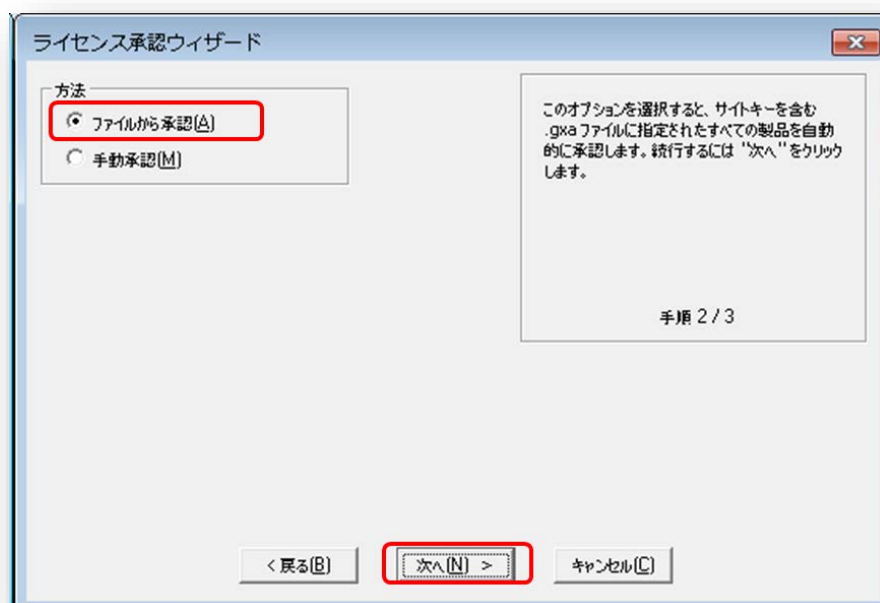 ライセンス承認ウィザード
方法
ファイルから承認(A)
手動承認(M)
このオプションを選択すると、サイトキーを含む
.gxa ファイルに指定されたすべての製品を自動
的に承認します。続行するには "次へ" をクリック
します。
手順 2 / 3
< 戻る(B)
次へ(N) >
キャンセル(C)